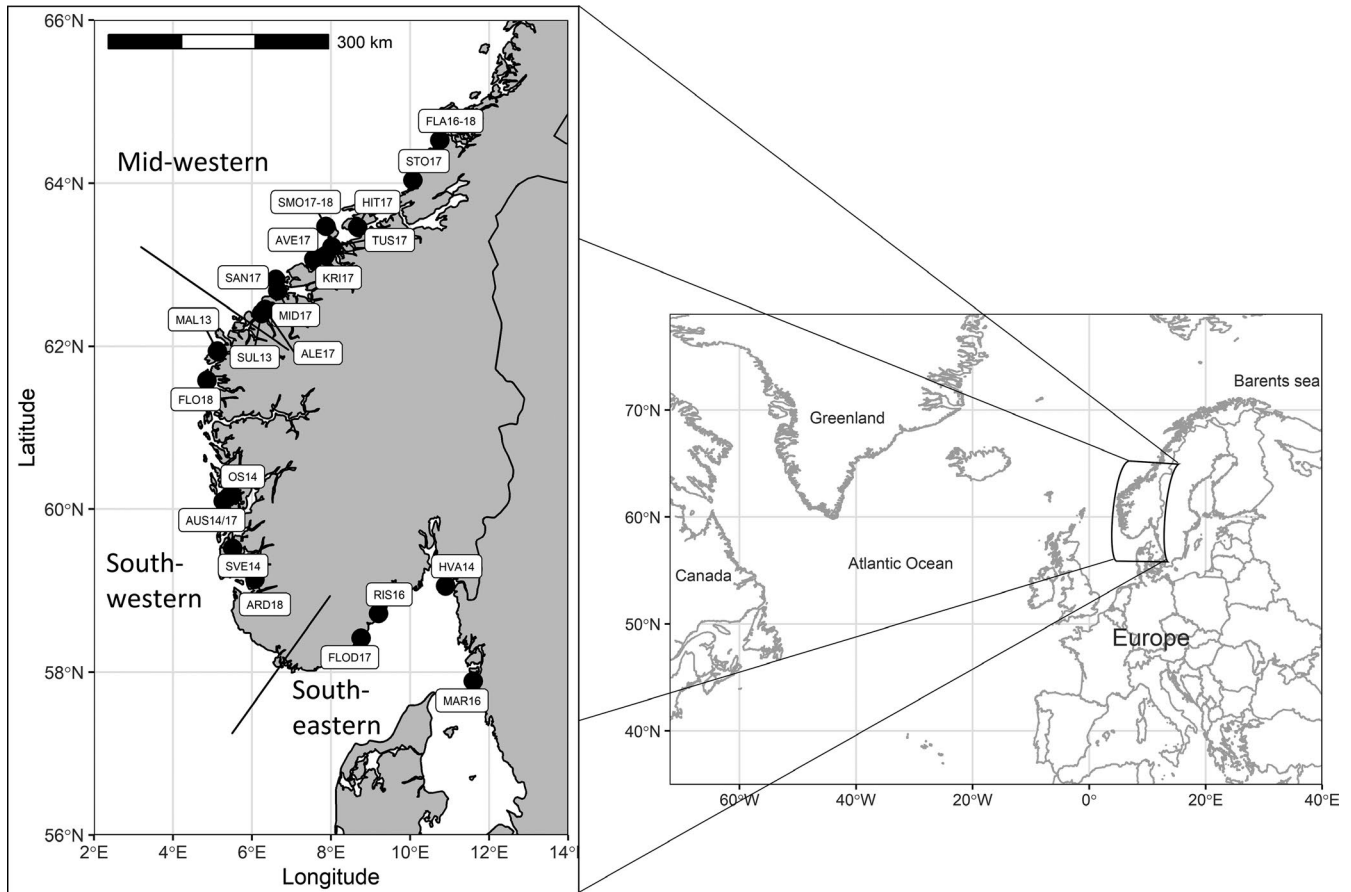 66°N
300 km
FLA16-18
Mid-western
STO17
64°N
SMO17-18
HIT17
AVE17
TUS17
SAN17
KRI17
MAL13
MID17
62°N
SUL13
ALE17
FLO18
Latitude
OS14
60°N
AUS14/17
South-
western
SVE14
HVA14
ARD18
RIS16
FLOD17
58°N
South-
eastern
MAR16
56°N
2°E
4°E
6°E
8°E
10°E
12°E
14°
Longitude
Barents sea
70°N
Greenland
60°N
Canada
Atlantic Ocean
50°N
Europe
40°N
60°W
40°W
20°W
0°
20°E
40°E